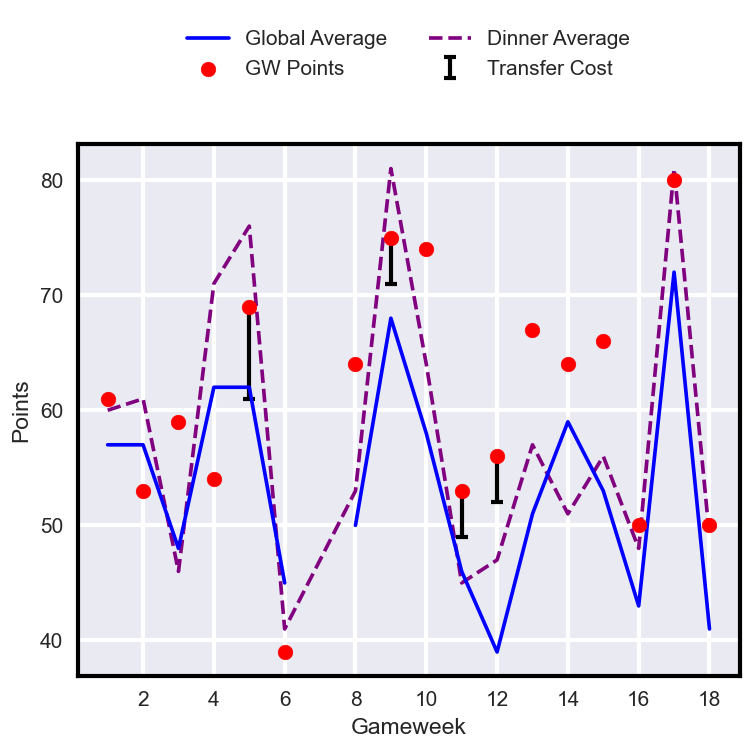 Global Average
Dinner Average
GW Points
Transfer Cost
80
70
60
50
40
Points
2 4 6 8 10 12 14 16 18
Gameweek